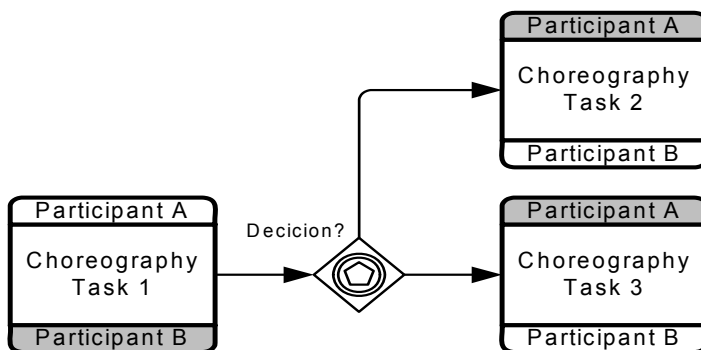 Participant A
Choreography
Task 2
Participant B
Participant A
Choreography
Task 1
Participant B
Decicion?
Participant A
Choreography
Task 3
Participant B